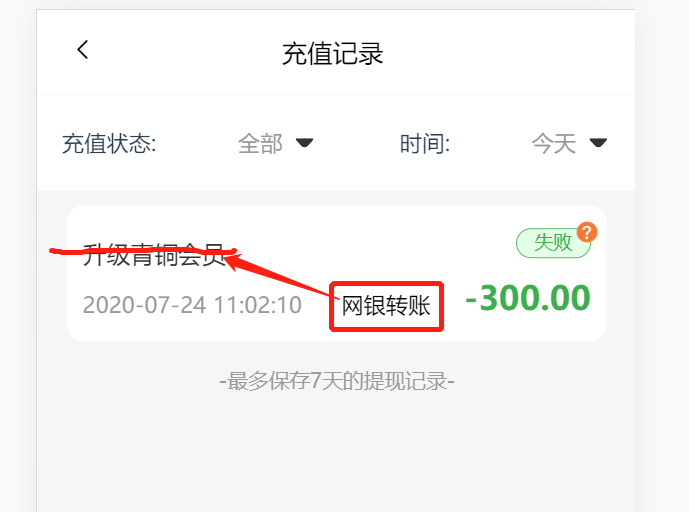 充值记录
充值状态: 全部 时间: 今天
升级青铜会员 失败 ?
2020-07-24 11:02:10 网银转账 -300.00
-最多保存7天的提现记录-